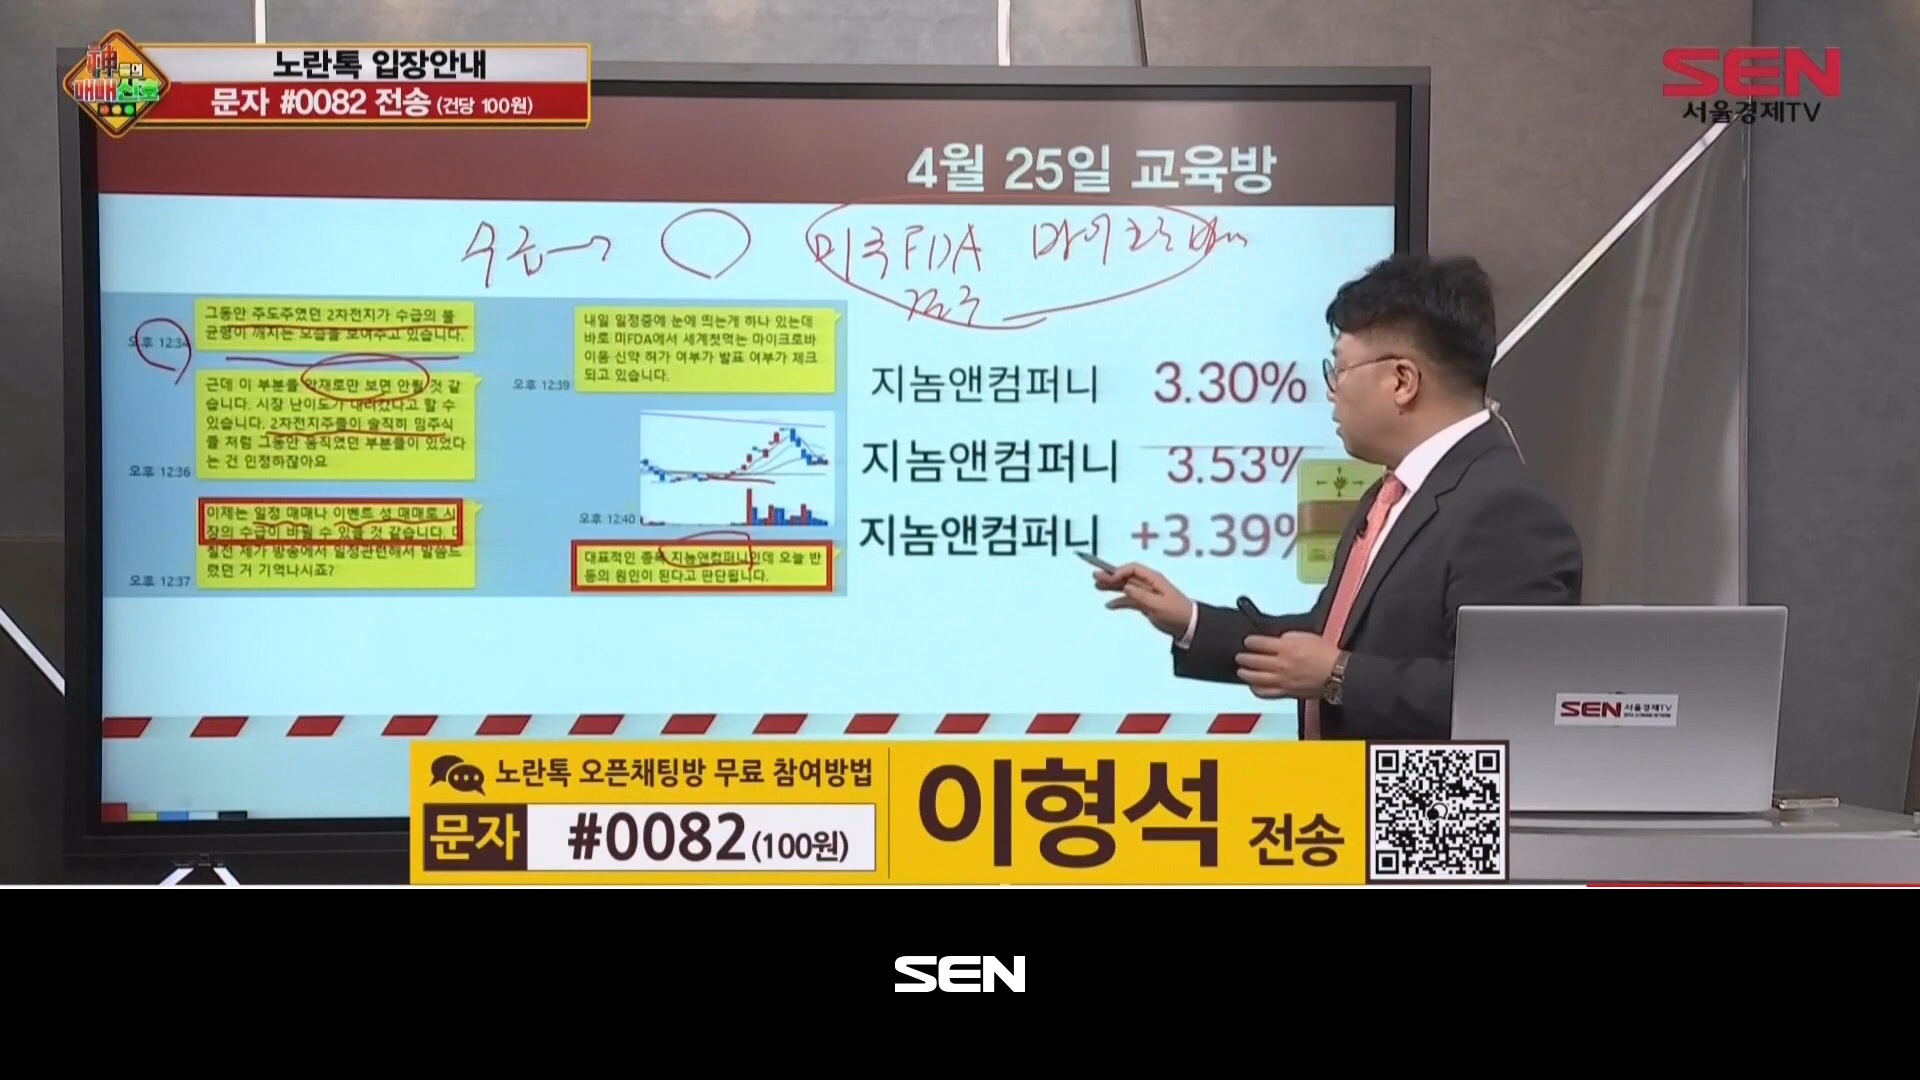 神들의
매매신호
노란톡 입장안내
문자 #0082 전송 (건당 100원)
SEN
서울경제TV
4월 25일 교육방
수급→
미국FDA 마이크로바
그동안 주도주였던 2차전지가 수급의 불
균형이 깨지는 모습을 보여주고 있습니다.
오후 12:3
근데 이 부분을 악재로만 보면 안될 것 같
습니다. 시장 난이도가 내려갔다고 할 수
있습니다. 2차전지주들이 솔직히 밈주식
들 처럼 그동안 움직였던 부분들이 있었다
는 건 인정하잖아요
오후 12:36
이제는 일정 매매나 이벤트 성 매매로 시
장의 수급이 바뀔 수 있을 것 같습니다. 며
칠전 제가 방송에서 일정관련해서 말씀드
렸던 거 기억나시죠?
오후 12:37
내일 일정중에 눈에 띄는게 하나 있는데
바로 미FDA에서 세계첫먹는 마이크로바
이옴 신약 허가 여부가 발표 여부가 체크
되고 있습니다.
오후 12:39
오후 12:40
대표적인 종목 지놈앤컴퍼니인데 오늘 반
등의 원인이 된다고 판단됩니다.
지놈앤컴퍼니 3.30%
지놈앤컴퍼니 3.53%
지놈앤컴퍼니 +3.39%
SEN 서울경제TV
노란톡 오픈채팅방 무료 참여방법
문자 #0082 (100원)
이형석 전송
SEN